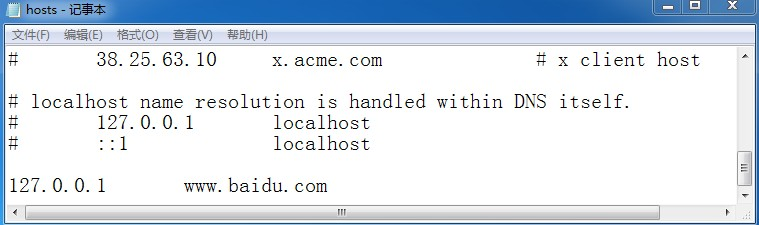 hosts - 记事本
文件(F) 编辑(E) 格式(O) 查看(V) 帮助(H)
# 38.25.63.10 x.acme.com # x client host
# localhost name resolution is handled within DNS itself.
# 127.0.0.1 localhost
# ::1 localhost
127.0.0.1 www.baidu.com